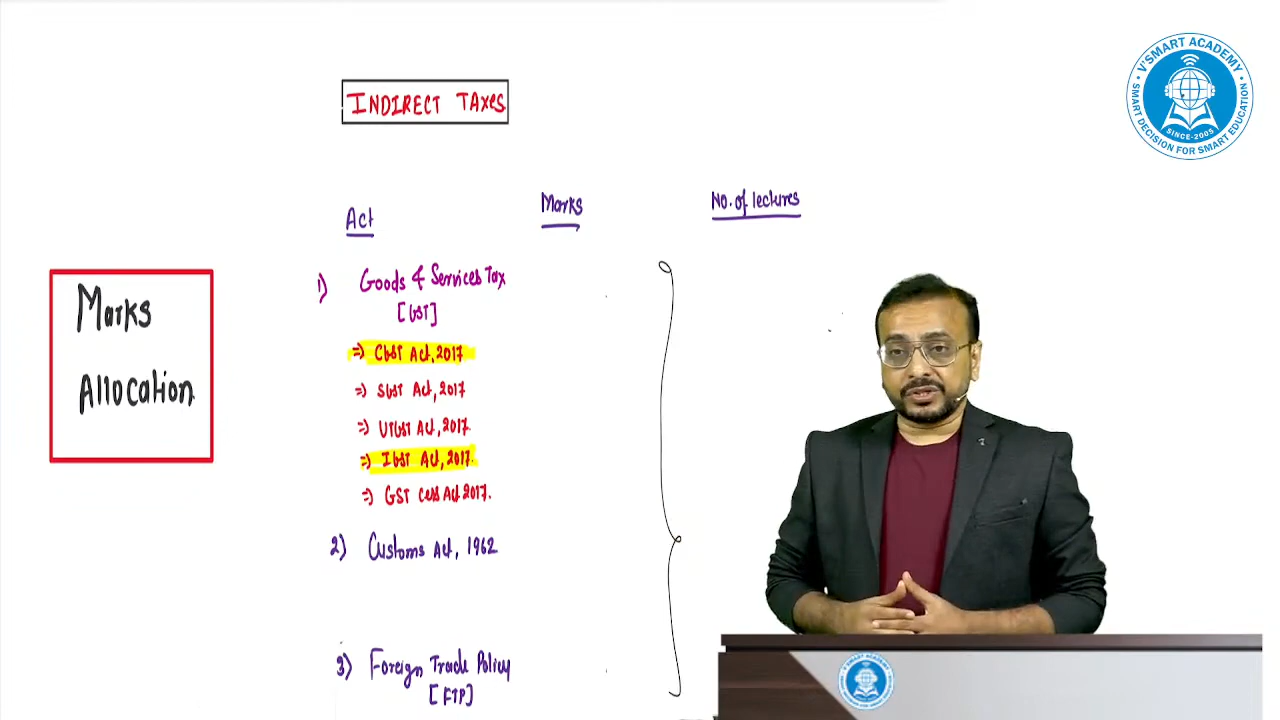 V'SMART ACADEMY
SINCE-2005
SMART DECISION FOR SMART EDUCATION
INDIRECT TAXES
Act
Marks
No. of lectures
Marks
Allocation
1) Goods & Services Tax
[GST]
=) CGST Act, 2017
=) SGST Act, 2017
=) UTGST Act, 2017
=) IGST Act, 2017.
=) GST Cess Act 2017.
2) Customs Act, 1962
3) Foreign Trade Policy
[FTP]